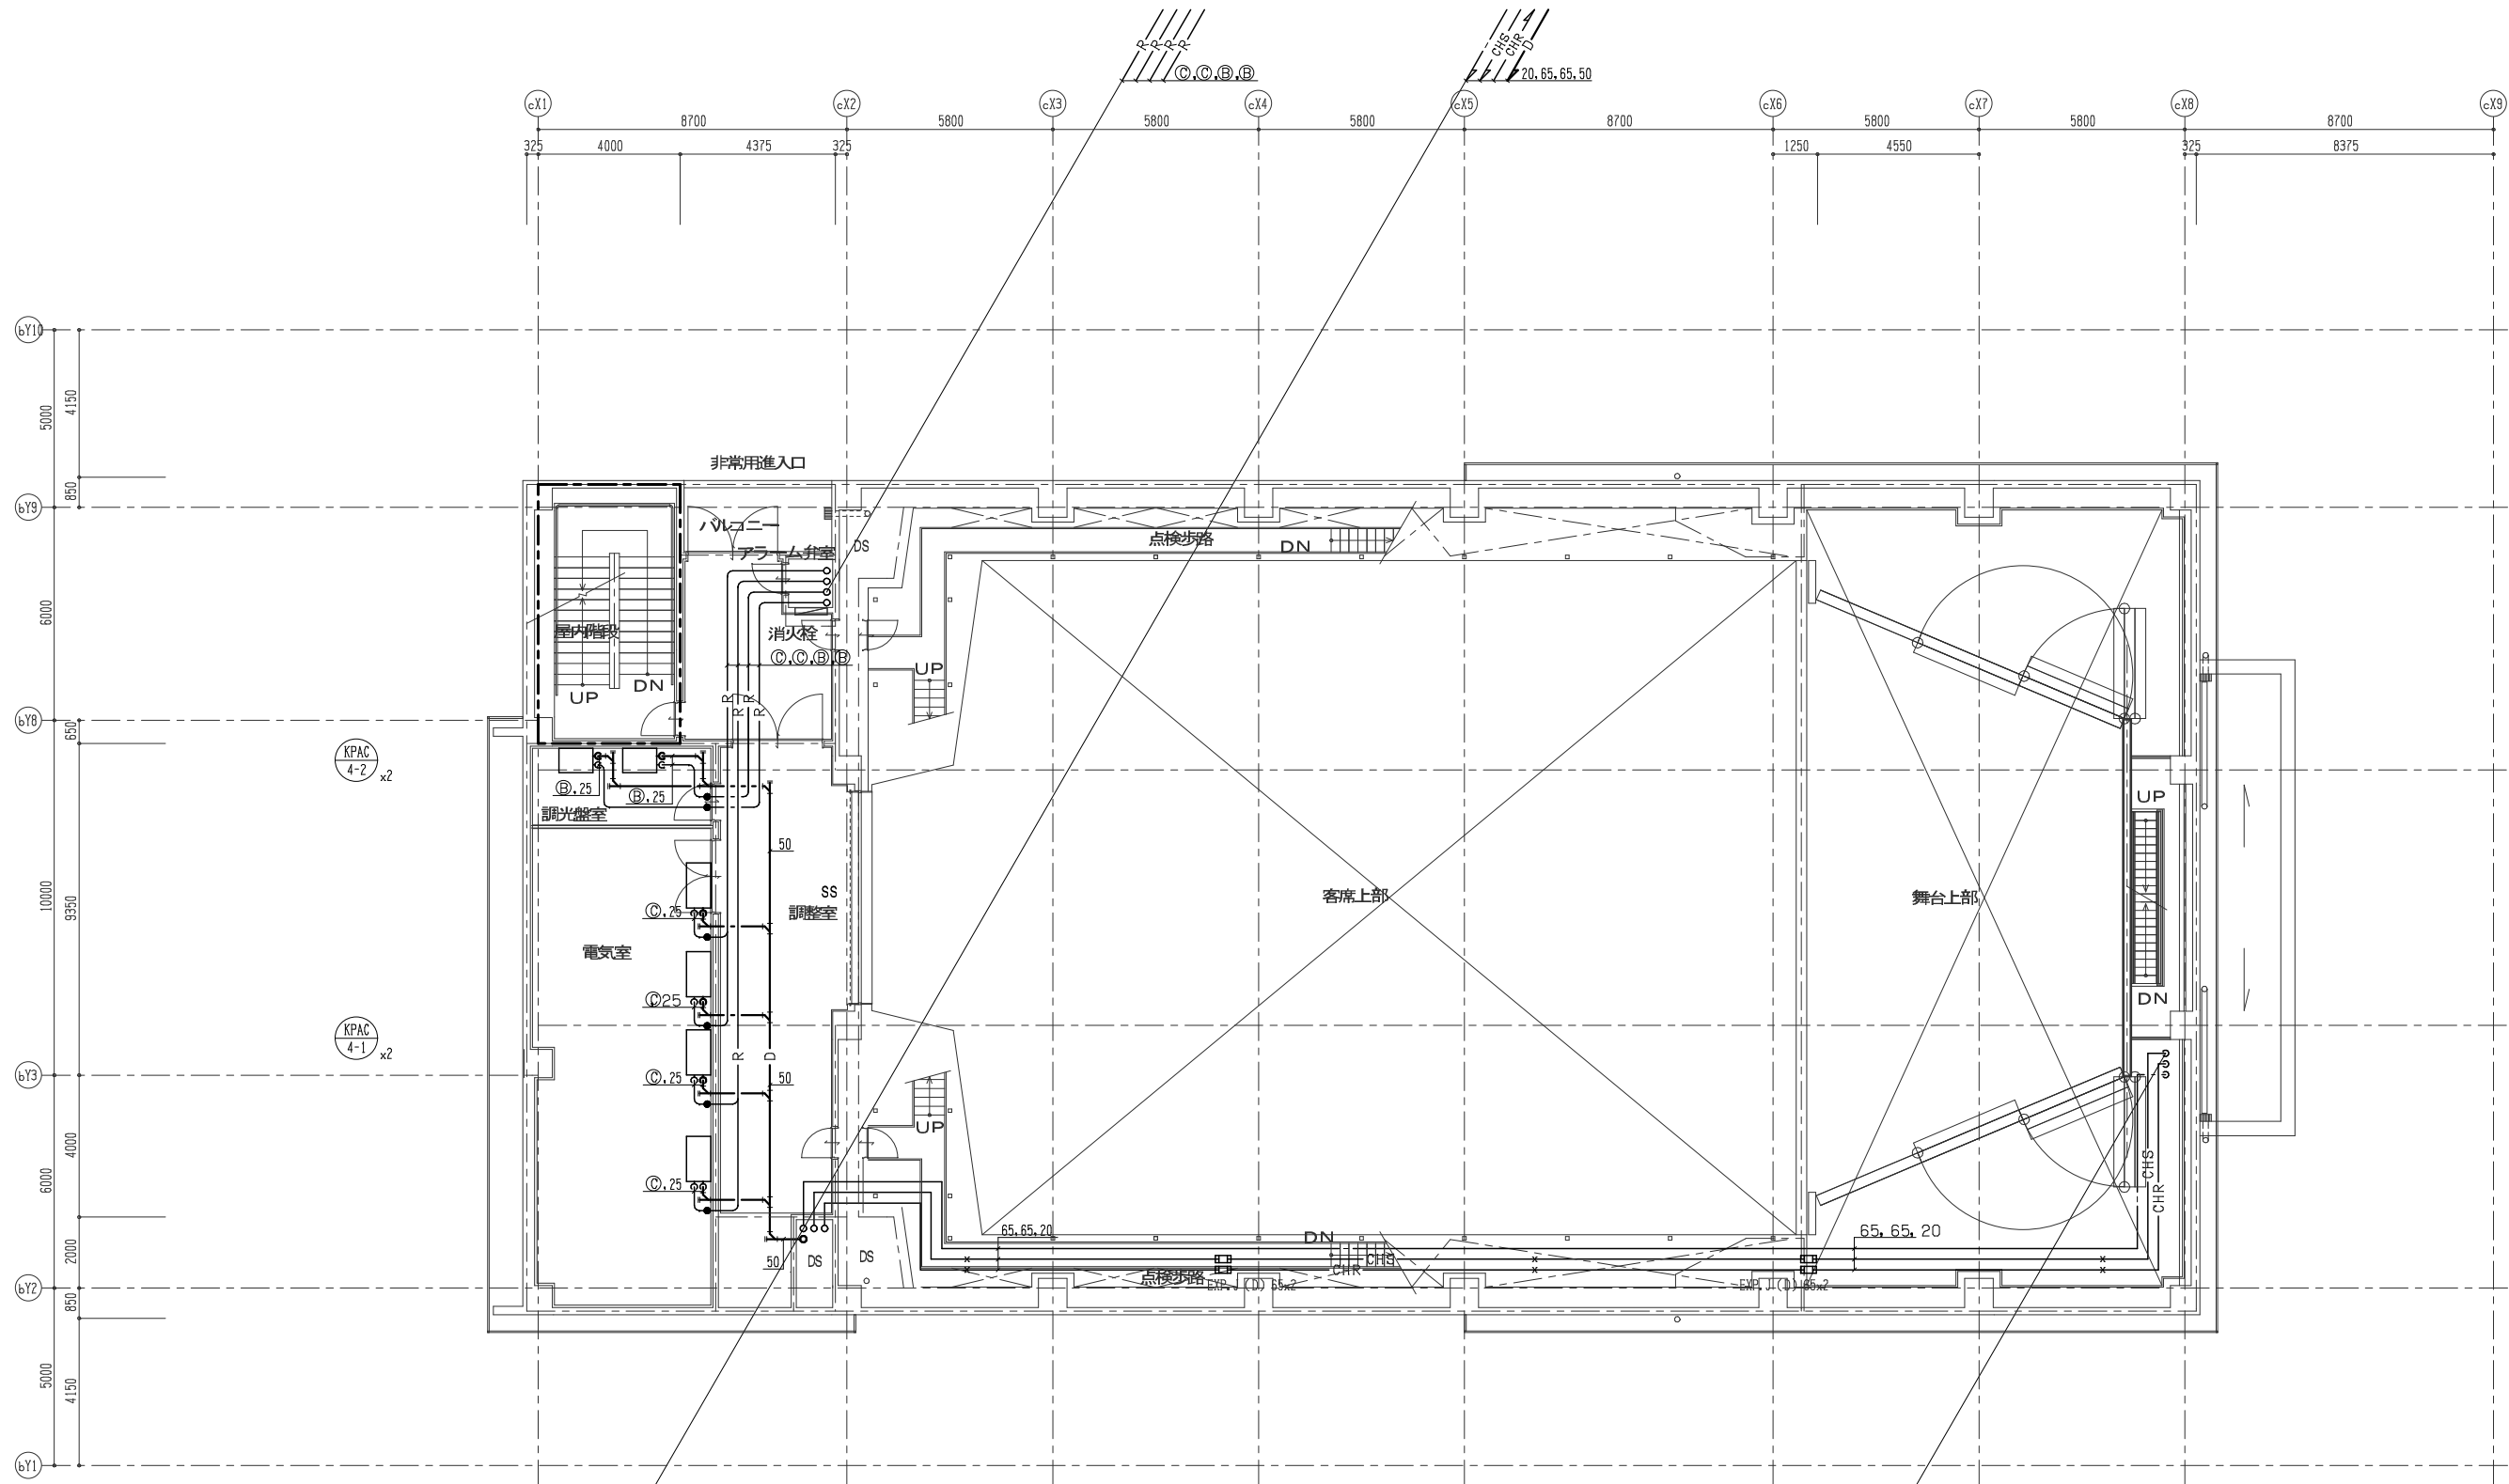 R R R R
Ⓒ,Ⓒ,Ⓑ,Ⓑ
CHS
CHR
D
20,65,65,50
cX1 cX2 cX3 cX4 cX5 cX6 cX7 cX8 cX9
8700 5800 5800 5800 8700 5800 5800 8700
325 4000 4375 325 1250 4550 325 8375
bY10
5000 4150
850
bY9
6000
bY8
650
10000 9350
bY3
4000
6000
2000
bY2
850
5000 4150
bY1
非常用進入口
バルコニー
アラーム弁室
DS
点検歩路
DN
屋内階段
消火栓
Ⓒ,Ⓒ,Ⓑ,Ⓑ
UP DN
UP
R R R R
KPAC
4-2
x2
Ⓑ,25
Ⓑ,25
調光盤室
50
UP
SS
調整室
Ⓒ,25
客席上部
舞台上部
電気室
Ⓒ25
DN
KPAC
4-1
x2
R D
Ⓒ,25
50
UP
CHS
CHR
Ⓒ,25
65,65,20
DN
65,65,20
50
DS
DS
CHS
CHR
点検歩路
EXP.J(D) 65x2
EXP.J(D) 65x2